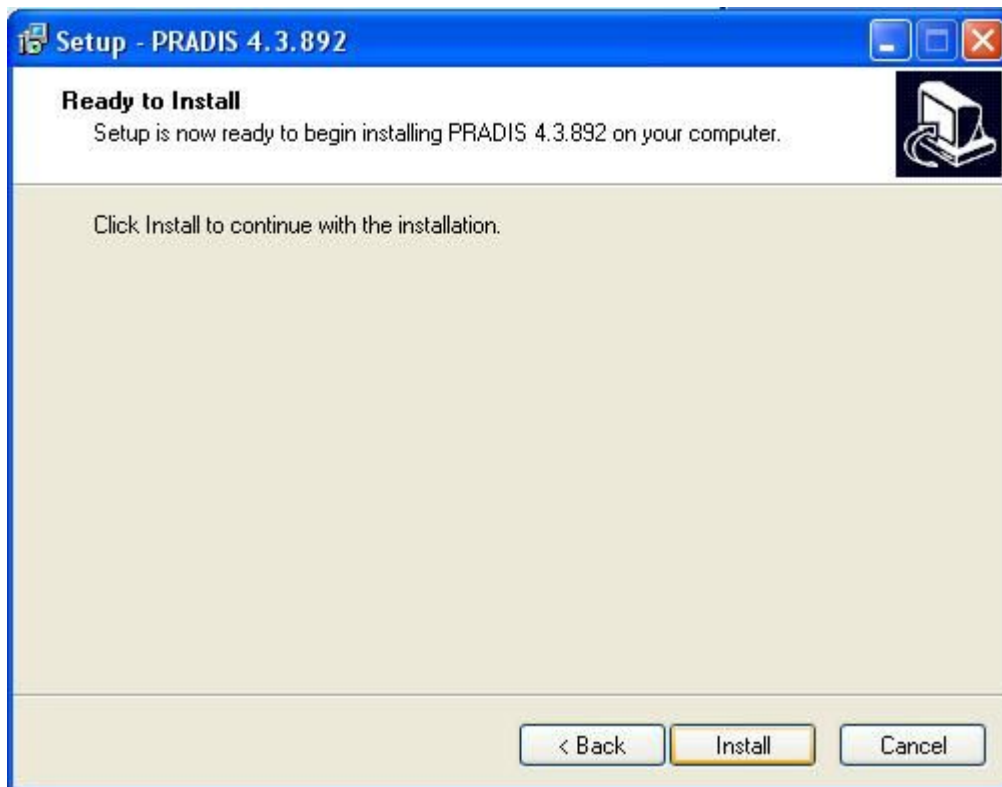 Setup - PRADIS 4.3.892
Ready to Install
Setup is now ready to begin installing PRADIS 4.3.892 on your computer.
Click Install to continue with the installation.
< Back
Install
Cancel